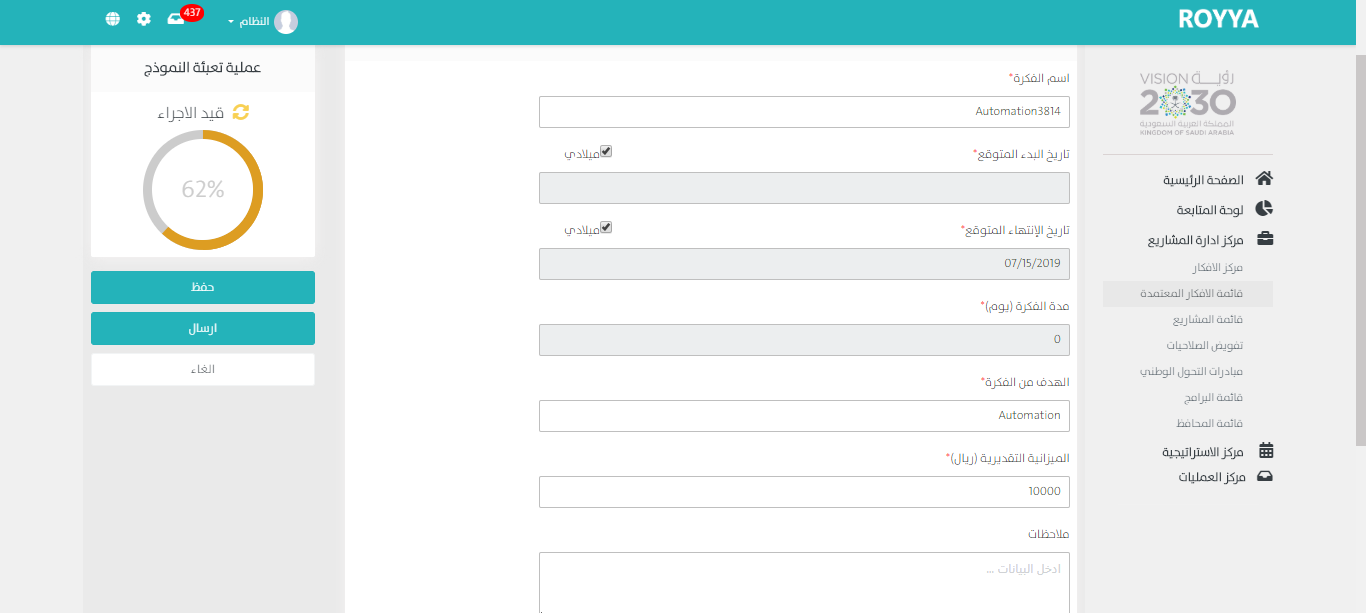 ROYYA
النظام
437
VISION رؤيـــة
2030
المملكة العربية السعودية
KINGDOM OF SAUDI ARABIA
الصفحة الرئيسية
لوحة المتابعة
مركز ادارة المشاريع
مركز الافكار
قائمة الافكار المعتمدة
قائمة المشاريع
تفويض الصلاحيات
مبادرات التحول الوطني
قائمة البرامج
قائمة المحافظ
مركز الاستراتيجية
مركز العمليات
اسم الفكرة*
Automation3814
تاريخ البدء المتوقع*
ميلادي
تاريخ الإنتهاء المتوقع*
ميلادي
07/15/2019
مدة الفكرة (يوم)*
0
الهدف من الفكرة*
Automation
الميزانية التقديرية (ريال)*
10000
ملاحظات
ادخل البيانات ...
عملية تعبئة النموذج
قيد الاجراء
62%
حفظ
ارسال
الغاء